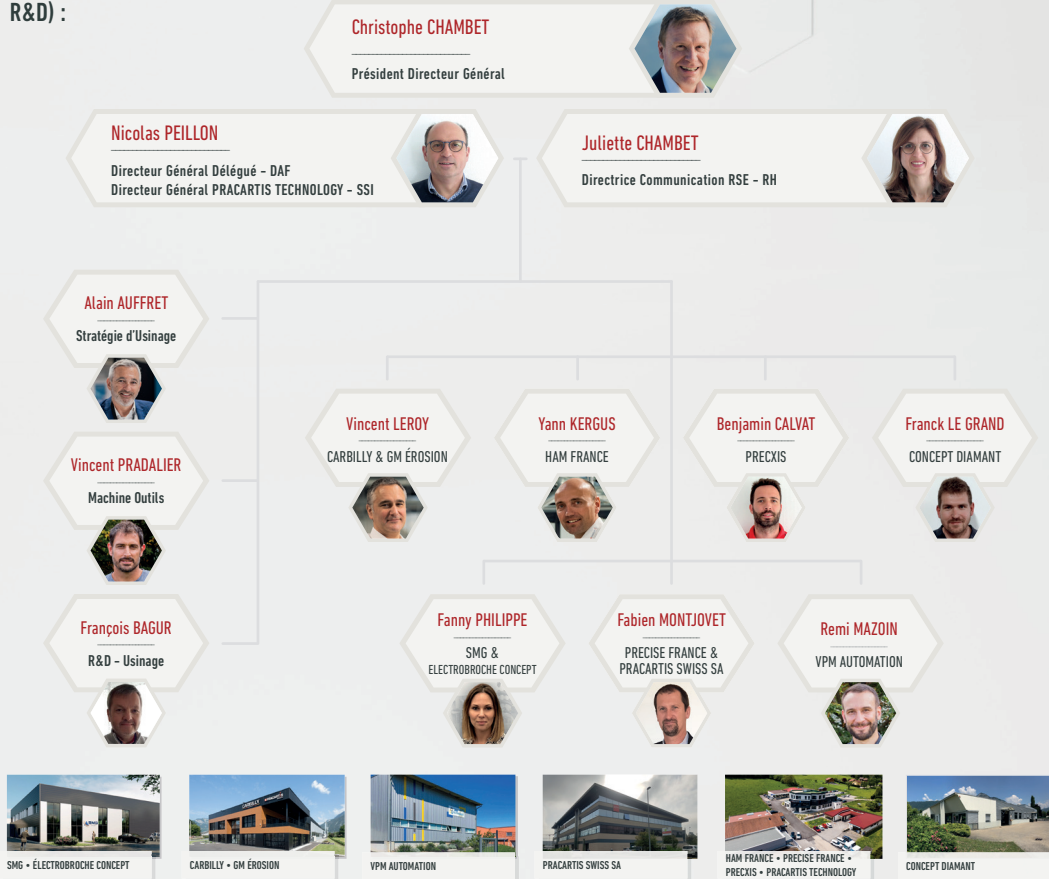 R&D) :
Christophe CHAMBET
Président Directeur Général
Nicolas PEILLON
Directeur Général Délégué - DAF
Directeur Général PRACARTIS TECHNOLOGY - SSI
Juliette CHAMBET
Directrice Communication RSE - RH
Alain AUFFRET
Stratégie d'Usinage
Vincent PRADALIER
Machine Outils
François BAGUR
R&D - Usinage
Vincent LEROY
CARBILLY & GM ÉROSION
Yann KERGUS
HAM FRANCE
Benjamin CALVAT
PRECXIS
Franck LE GRAND
CONCEPT DIAMANT
Fanny PHILIPPE
SMG &
ELECTROBROCHE CONCEPT
Fabien MONTJOVET
PRECISE FRANCE &
PRACARTIS SWISS SA
Remi MAZOIN
VPM AUTOMATION
CARBILLY
SMG • ÉLECTROBROCHE CONCEPT
CARBILLY • GM ÉROSION
VPM AUTOMATION
PRACARTIS SWISS SA
HAM FRANCE • PRECISE FRANCE •
PRECXIS • PRACARTIS TECHNOLOGY
CONCEPT DIAMANT